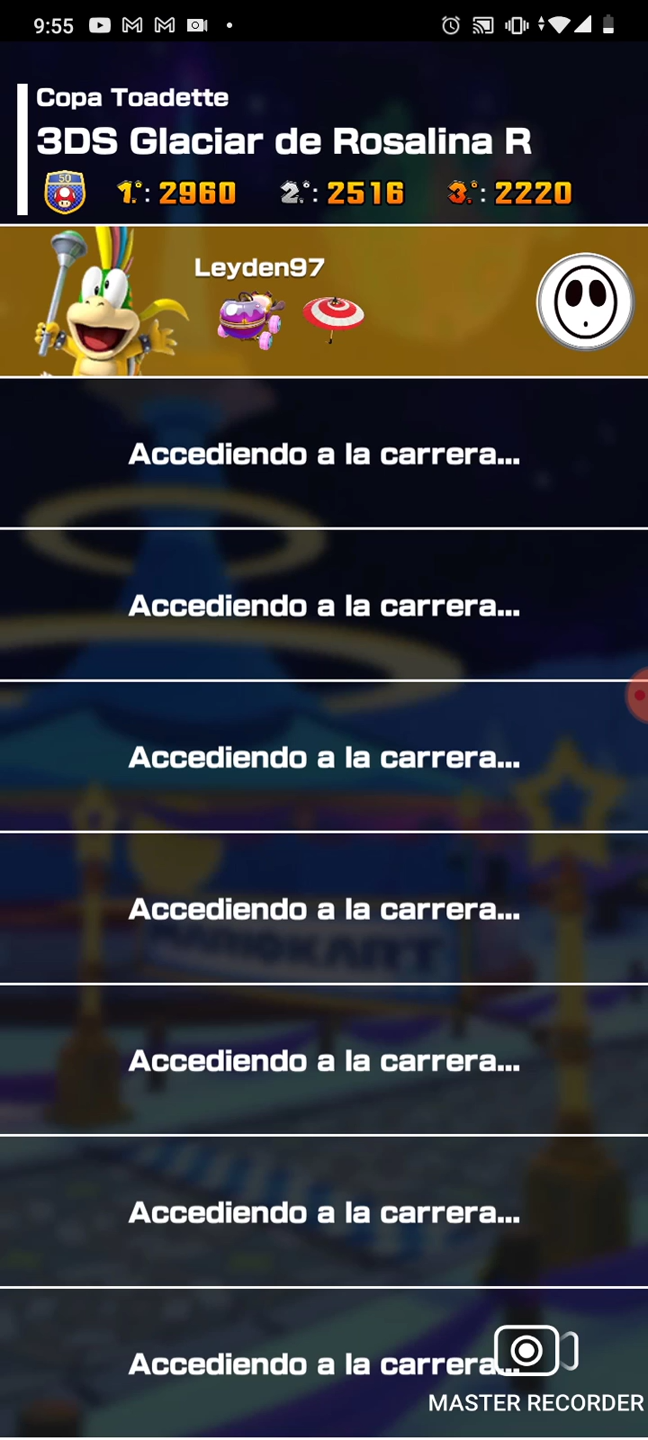 9:55
Copa Toadette
3DS Glaciar de Rosalina R
50 1.º: 2960 2.º: 2516 3.º: 2220
Leyden97
Accediendo a la carrera...
Accediendo a la carrera...
Accediendo a la carrera...
Accediendo a la carrera...
MARIOKART
Accediendo a la carrera...
Accediendo a la carrera...
Accediendo a la carrera...
MASTER RECORDER